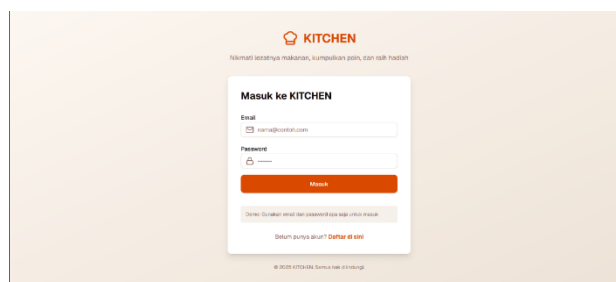 KITCHEN
Nikmati lezatnya makanan, kumpulkan poin, dan raih hadiah
Masuk ke KITCHEN
Email
nama@contoh.com
Password
••••••••
Masuk
Demo: Gunakan email dan password apa saja untuk masuk.
Belum punya akun? Daftar di sini
© 2025 KITCHEN. Semua hak dilindungi.